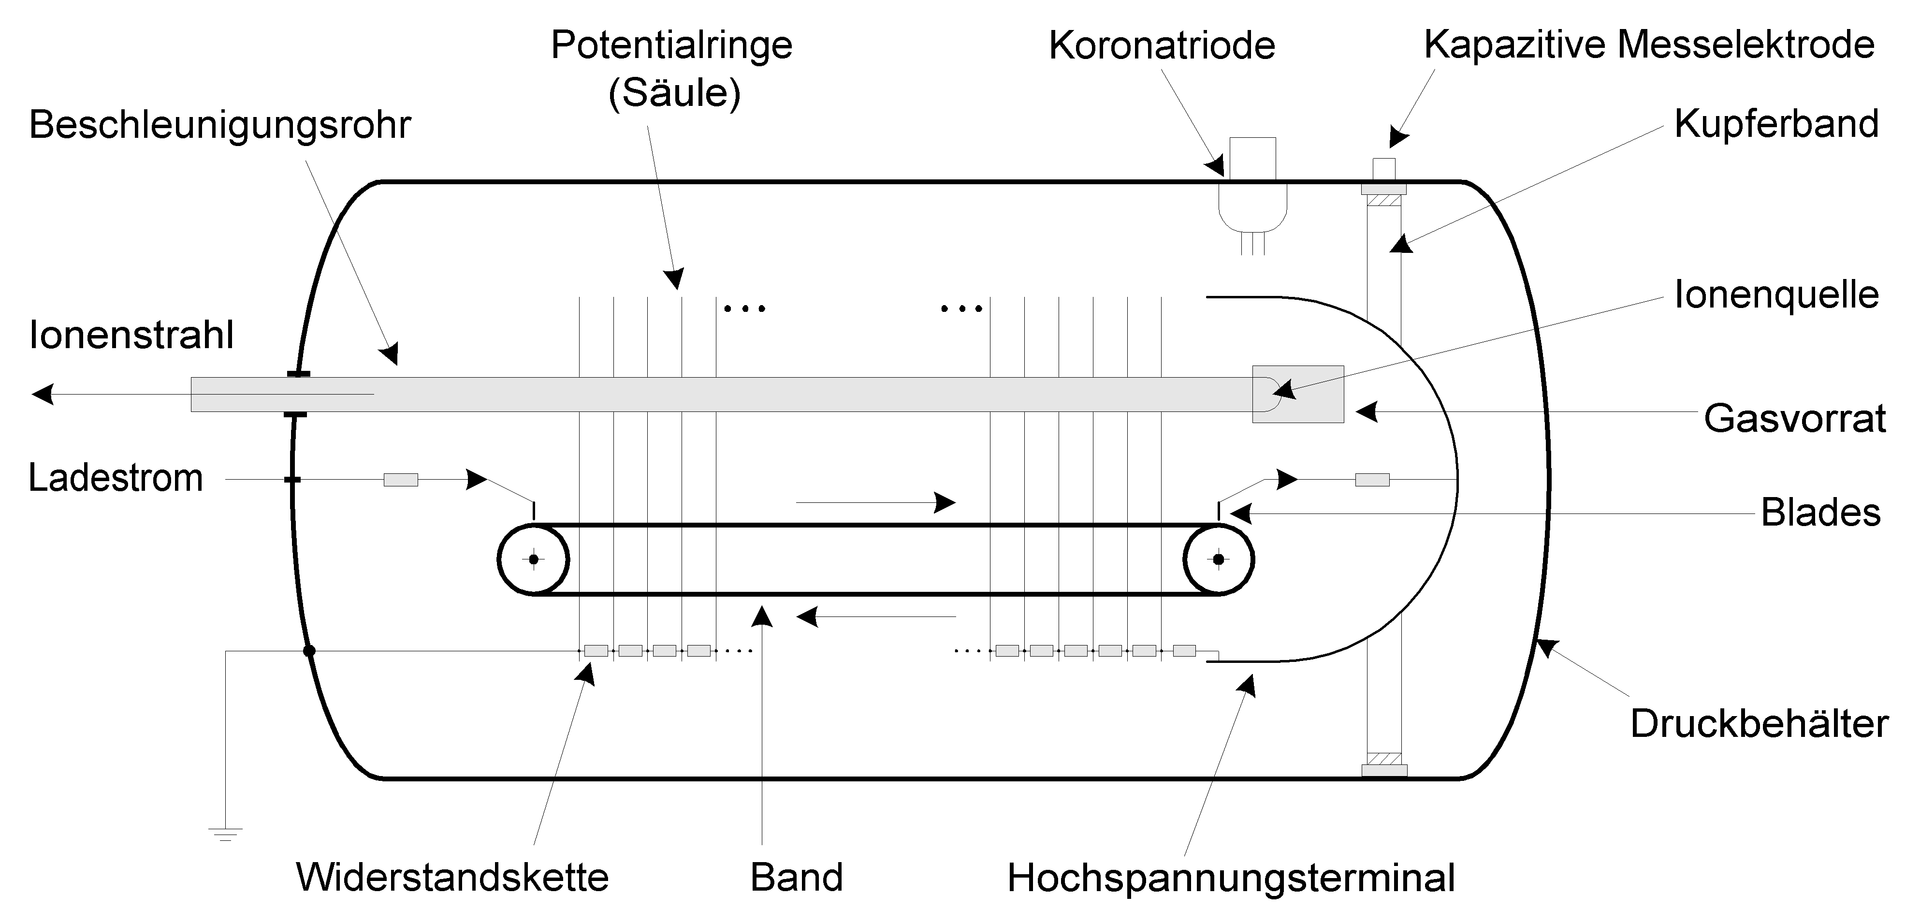 Potentialringe
(Säule)
Koronatriode
Kapazitive Messelektrode
Beschleunigungsrohr
Kupferband
Ionenquelle
Ionenstrahl
Gasvorrat
Ladestrom
Blades
Druckbehälter
Widerstandskette
Band
Hochspannungsterminal